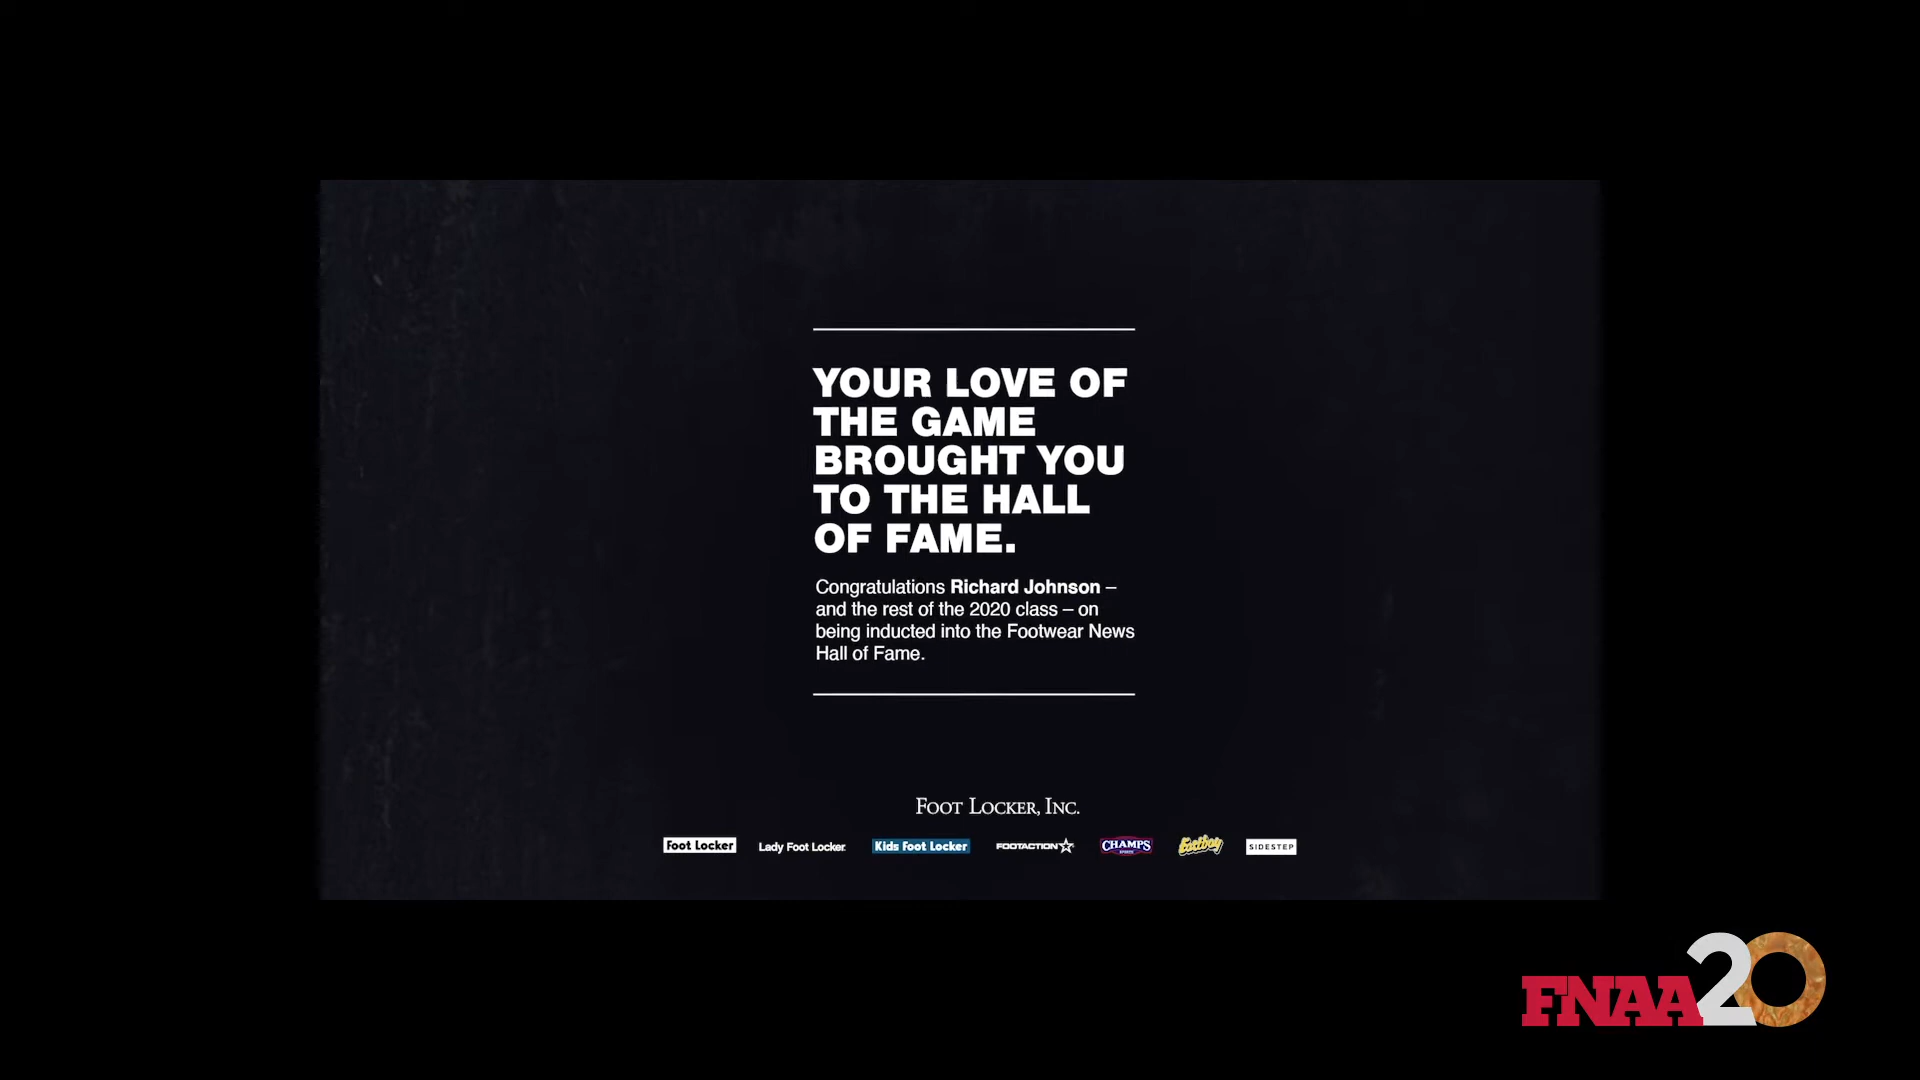 YOUR LOVE OF
THE GAME
BROUGHT YOU
TO THE HALL
OF FAME.
Congratulations Richard Johnson –
and the rest of the 2020 class – on
being inducted into the Footwear News
Hall of Fame.
FOOT LOCKER, INC.
Foot Locker Lady Foot Locker Kids Foot Locker FOOTACTION CHAMPS SPORTS Eastbay SIDESTEP
FNAA20